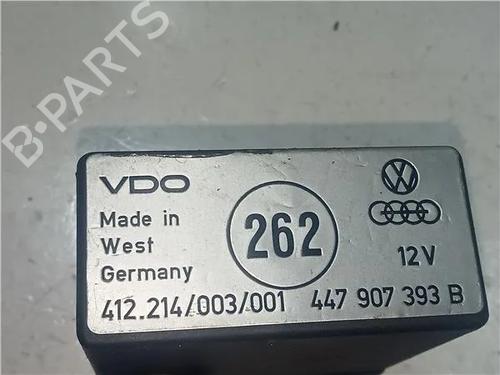 B-PARTS
VDO
Made in
West
Germany
262
12V
412.214/003/001 447 907 393 B